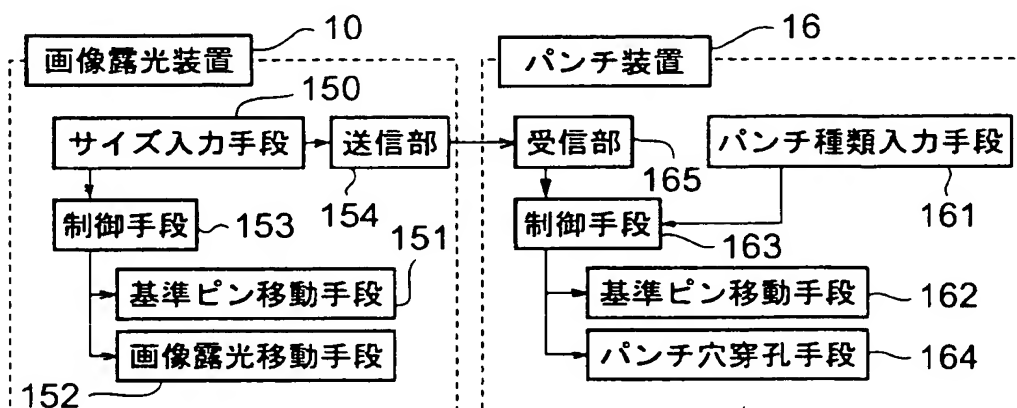 10
画像露光装置
150
サイズ入力手段
送信部
154
制御手段
153
151
基準ピン移動手段
画像露光移動手段
152
16
パンチ装置
受信部
165
パンチ種類入力手段
161
制御手段
163
基準ピン移動手段
162
パンチ穴穿孔手段
164